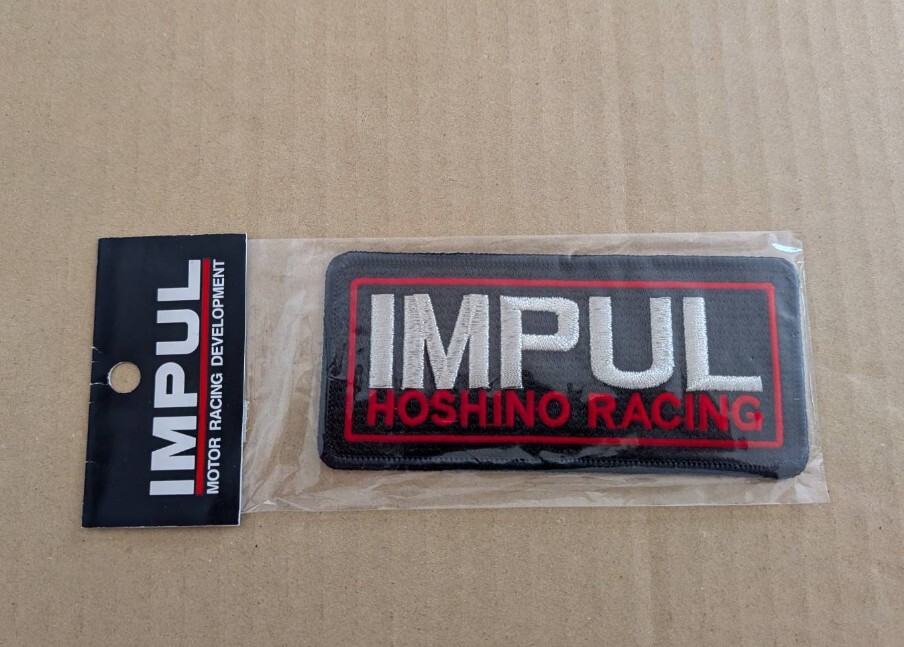 IMPUL
MOTOR RACING DEVELOPMENT
IMPUL
HOSHINO RACING